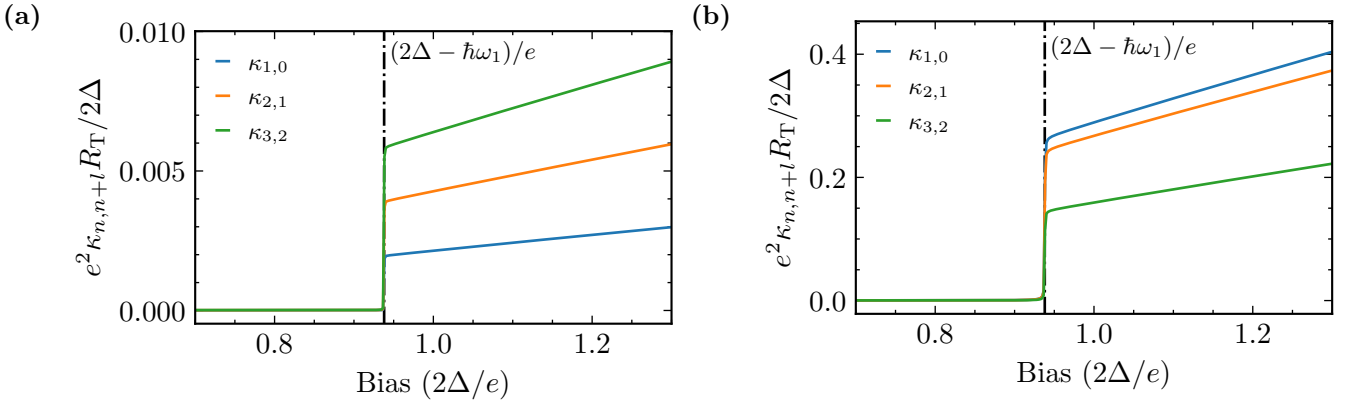 (a)
0.010
0.005
0.000
e²κₙ,ₙ₊ₗR_T/2Δ
(2Δ − ℏω₁)/e
κ₁,₀
κ₂,₁
κ₃,₂
0.8 1.0 1.2
Bias (2Δ/e)
(b)
0.4
0.2
0.0
e²κₙ,ₙ₊ₗR_T/2Δ
(2Δ − ℏω₁)/e
κ₁,₀
κ₂,₁
κ₃,₂
0.8 1.0 1.2
Bias (2Δ/e)